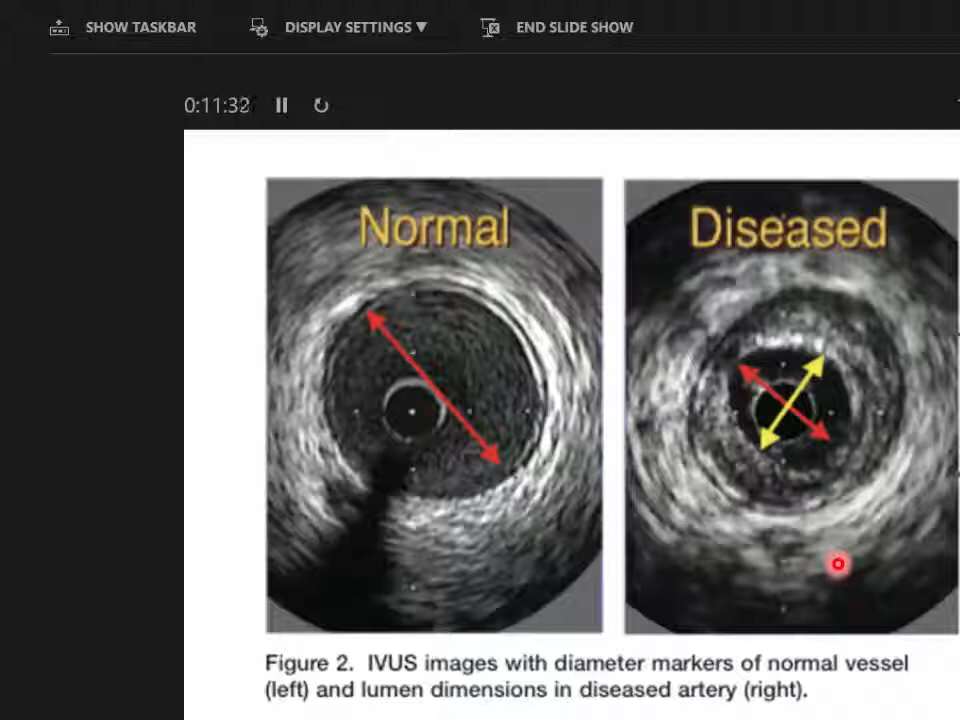 SHOW TASKBAR
DISPLAY SETTINGS ▼
END SLIDE SHOW
0:11:32
Normal
Diseased
Figure 2. IVUS images with diameter markers of normal vessel
(left) and lumen dimensions in diseased artery (right).